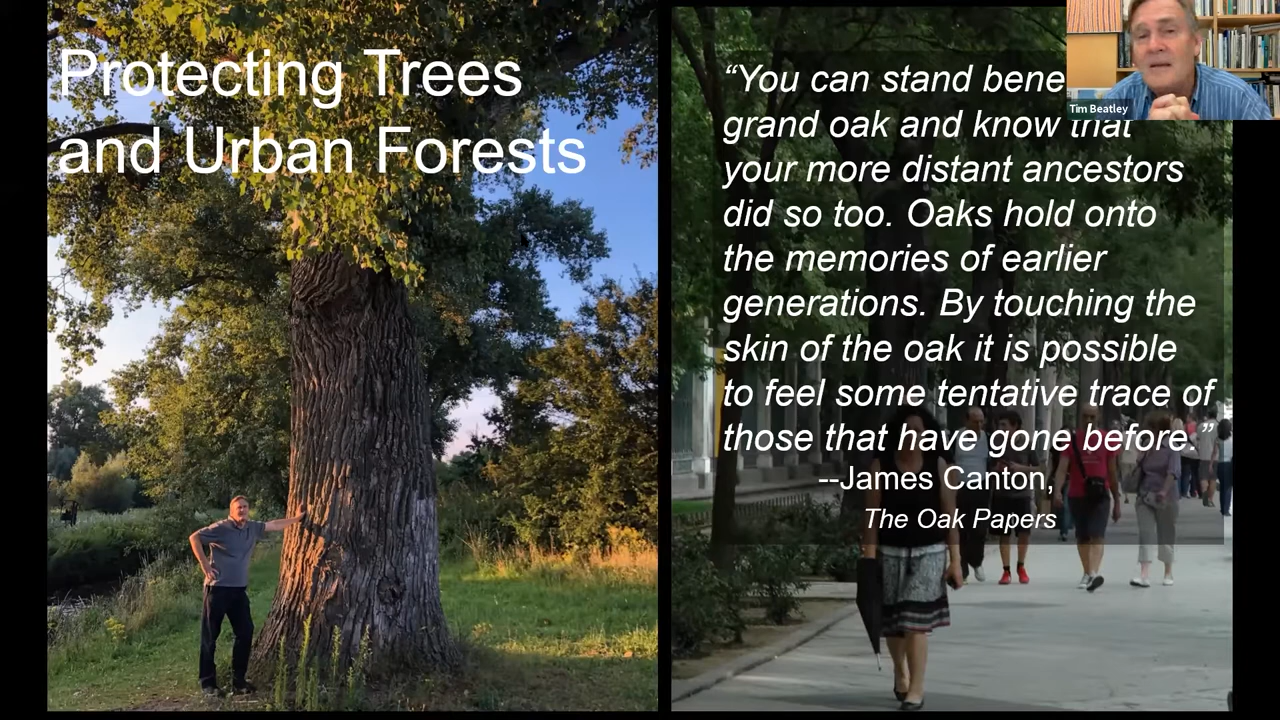 Protecting Trees
and Urban Forests
“You can stand bene
grand oak and know that
your more distant ancestors
did so too. Oaks hold onto
the memories of earlier
generations. By touching the
skin of the oak it is possible
to feel some tentative trace of
those that have gone before.”
--James Canton,
The Oak Papers
Tim Beatley